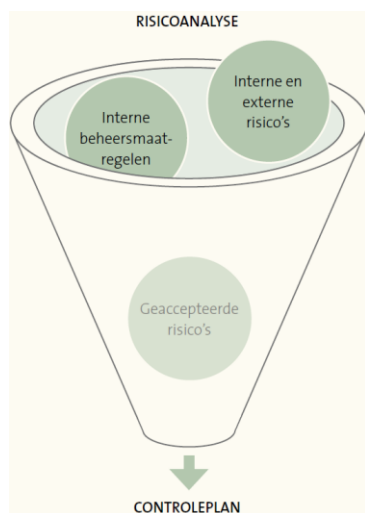 RISICOANALYSE
Interne en
externe
risico's
Interne
beheersmaat-
regelen
Geaccepteerde
risico's
CONTROLEPLAN